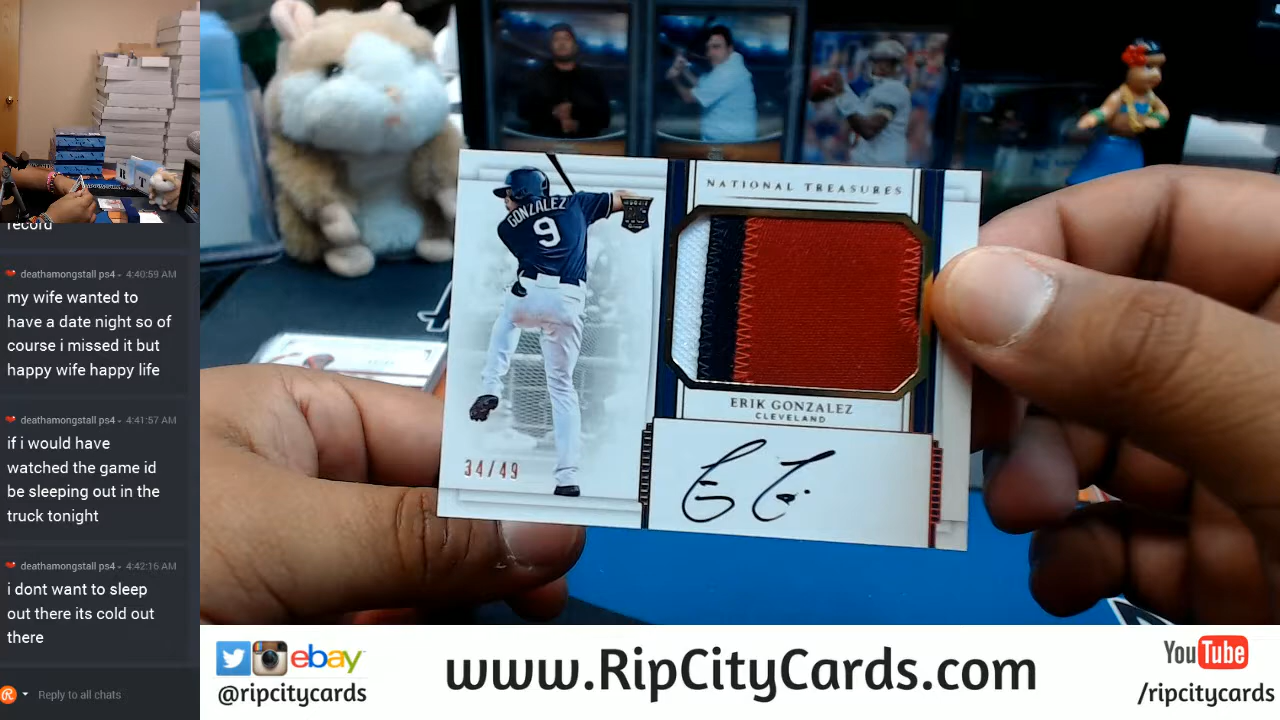 record
deathamongstall ps4 - 4:40:59 AM
my wife wanted to
have a date night so of
course i missed it but
happy wife happy life
deathamongstall ps4 - 4:41:57 AM
if i would have
watched the game id
be sleeping out in the
truck tonight
deathamongstall ps4 - 4:42:16 AM
i dont want to sleep
out there its cold out
there
Reply to all chats
GONZALEZ
9
34/49
NATIONAL TREASURES
ERIK GONZALEZ
CLEVELAND
ebay
@ripcitycards
www.RipCityCards.com
YouTube
/ripcitycards